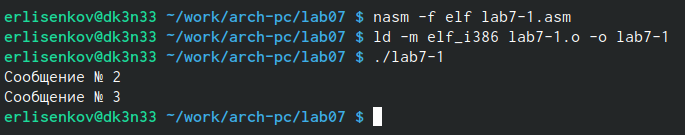 erlisenkov@dk3n33 ~/work/arch-pc/lab07 $ nasm -f elf lab7-1.asm
erlisenkov@dk3n33 ~/work/arch-pc/lab07 $ ld -m elf_i386 lab7-1.o -o lab7-1
erlisenkov@dk3n33 ~/work/arch-pc/lab07 $ ./lab7-1
Сообщение № 2
Сообщение № 3
erlisenkov@dk3n33 ~/work/arch-pc/lab07 $